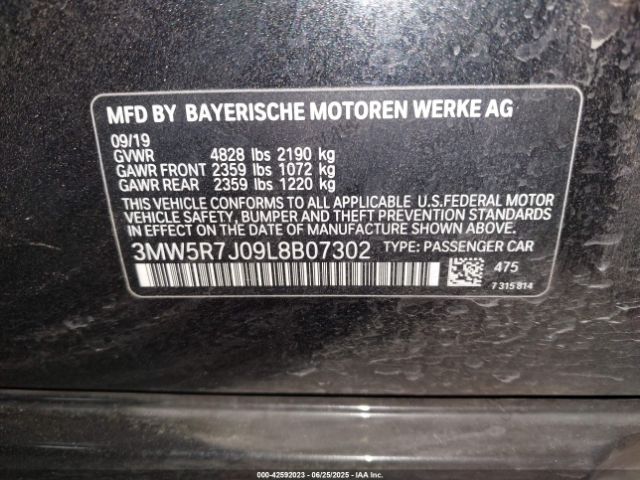 MFD BY BAYERISCHE MOTOREN WERKE AG
09/19
GVWR 4828 lbs 2190 kg
GAWR FRONT 2359 lbs 1072 kg
GAWR REAR 2359 lbs 1220 kg
THIS VEHICLE CONFORMS TO ALL APPLICABLE U.S.FEDERAL MOTOR
VEHICLE SAFETY, BUMPER AND THEFT PREVENTION STANDARDS
IN EFFECT ON THE DATE OF MANUFACTURE SHOWN ABOVE.
3MW5R7J09L8B07302 TYPE: PASSENGER CAR
475
7 315 814
000-42592023 - 06/25/2025 - IAAI, Inc.